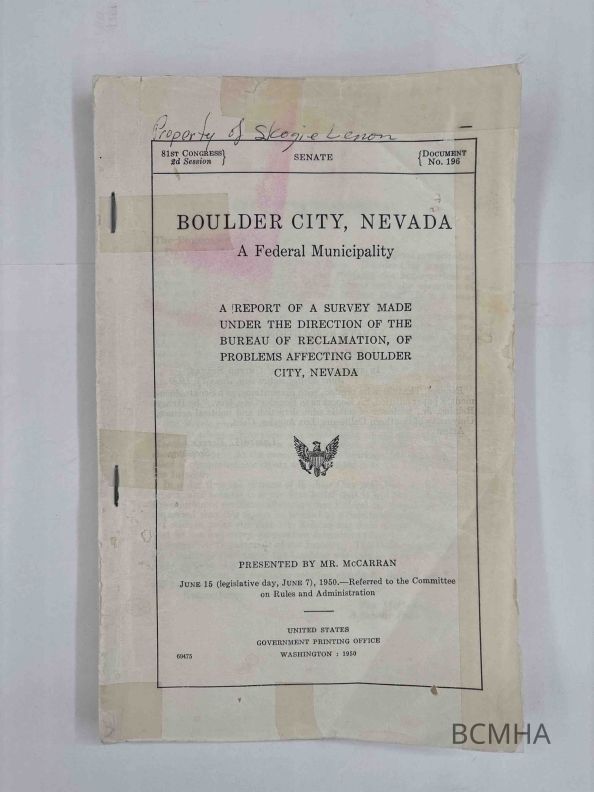 Property of Skogie Lenon
81ST CONGRESS} SENATE {DOCUMENT
2d Session No. 196
BOULDER CITY, NEVADA
A Federal Municipality
A REPORT OF A SURVEY MADE
UNDER THE DIRECTION OF THE
BUREAU OF RECLAMATION, OF
PROBLEMS AFFECTING BOULDER
CITY, NEVADA
PRESENTED BY MR. McCARRAN
JUNE 15 (legislative day, JUNE 7), 1950.—Referred to the Committee
on Rules and Administration
UNITED STATES
GOVERNMENT PRINTING OFFICE
69475 WASHINGTON : 1950
BCMHA